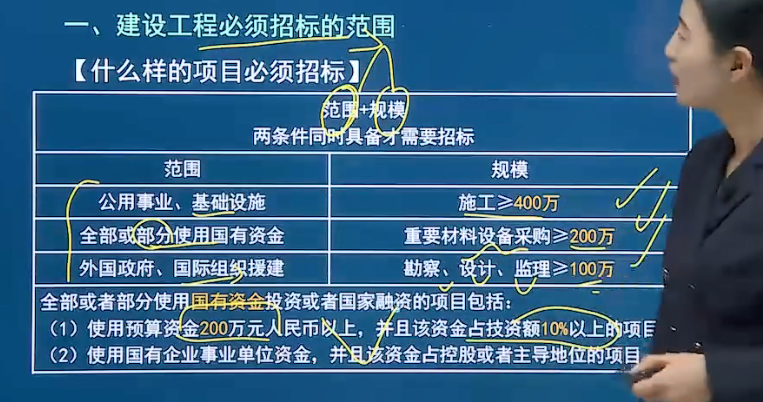 一、建设工程必须招标的范围
【什么样的项目必须招标】
范围+规模
两条件同时具备才需要招标
范围 规模
公用事业、基础设施 施工≥400万
全部或部分使用国有资金 重要材料设备采购≥200万
外国政府、国际组织援建 勘察、设计、监理≥100万
全部或者部分使用国有资金投资或者国家融资的项目包括：
（1）使用预算资金200万元人民币以上，并且该资金占技资额10%以上的项目
（2）使用国有企业事业单位资金，并且该资金占控股或者主导地位的项目